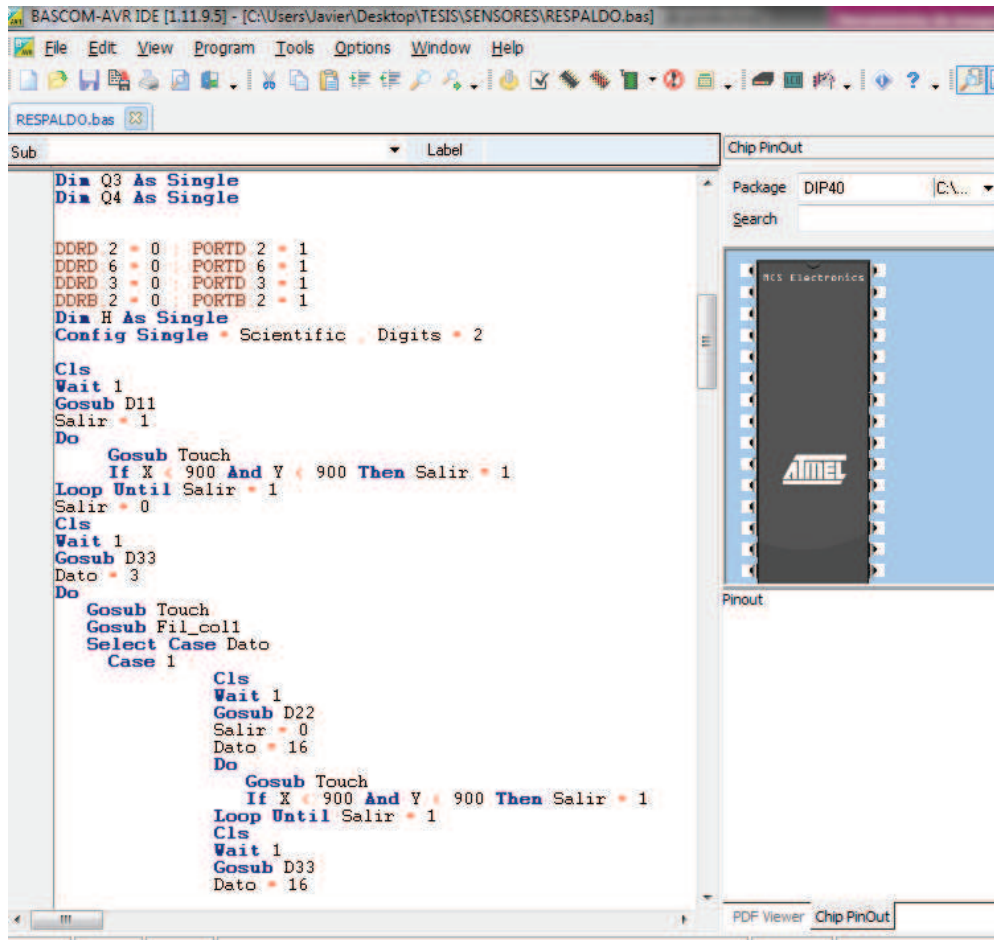 BASCOM-AVR IDE [1.11.9.5] - [C:\Users\Javier\Desktop\TESIS\SENSORES\RESPALDO.bas]
File Edit View Program Tools Options Window Help
RESPALDO.bas
Sub Label
Chip PinOut
Package DIP40 C:\...
Search
MCS Electronics
ATMEL
Pinout
PDF Viewer Chip PinOut
Dim Q3 As Single
Dim Q4 As Single
DDRD.2 = 0 : PORTD.2 = 1
DDRD.6 = 0 : PORTD.6 = 1
DDRD.3 = 0 : PORTD.3 = 1
DDRB.2 = 0 : PORTB.2 = 1
Dim H As Single
Config Single = Scientific , Digits = 2
Cls
Wait 1
Gosub D11
Salir = 1
Do
Gosub Touch
If X < 900 And Y < 900 Then Salir = 1
Loop Until Salir = 1
Salir = 0
Cls
Wait 1
Gosub D33
Dato = 3
Do
Gosub Touch
Gosub Fil_col1
Select Case Dato
Case 1
Cls
Wait 1
Gosub D22
Salir = 0
Dato = 16
Do
Gosub Touch
If X < 900 And Y < 900 Then Salir = 1
Loop Until Salir = 1
Cls
Wait 1
Gosub D33
Dato = 16